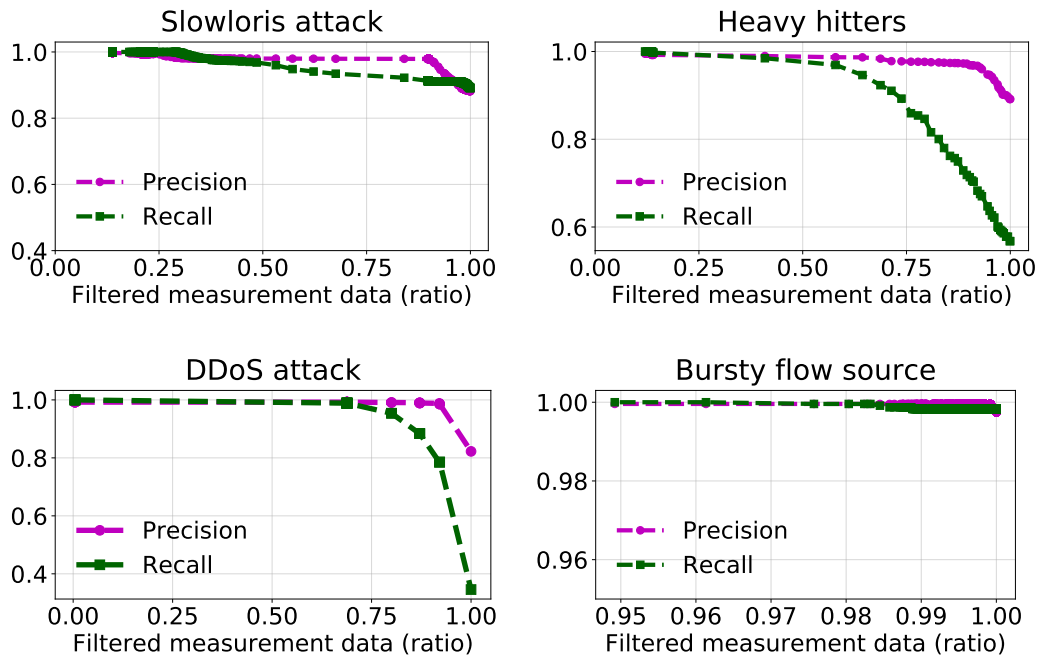 Slowloris attack
1.0
0.8
0.6
0.4
Precision
Recall
0.00 0.25 0.50 0.75 1.00
Filtered measurement data (ratio)
Heavy hitters
1.0
0.8
0.6
Precision
Recall
0.00 0.25 0.50 0.75 1.00
Filtered measurement data (ratio)
DDoS attack
1.0
0.8
0.6
0.4
Precision
Recall
0.00 0.25 0.50 0.75 1.00
Filtered measurement data (ratio)
Bursty flow source
1.00
0.98
0.96
Precision
Recall
0.95 0.96 0.97 0.98 0.99 1.00
Filtered measurement data (ratio)